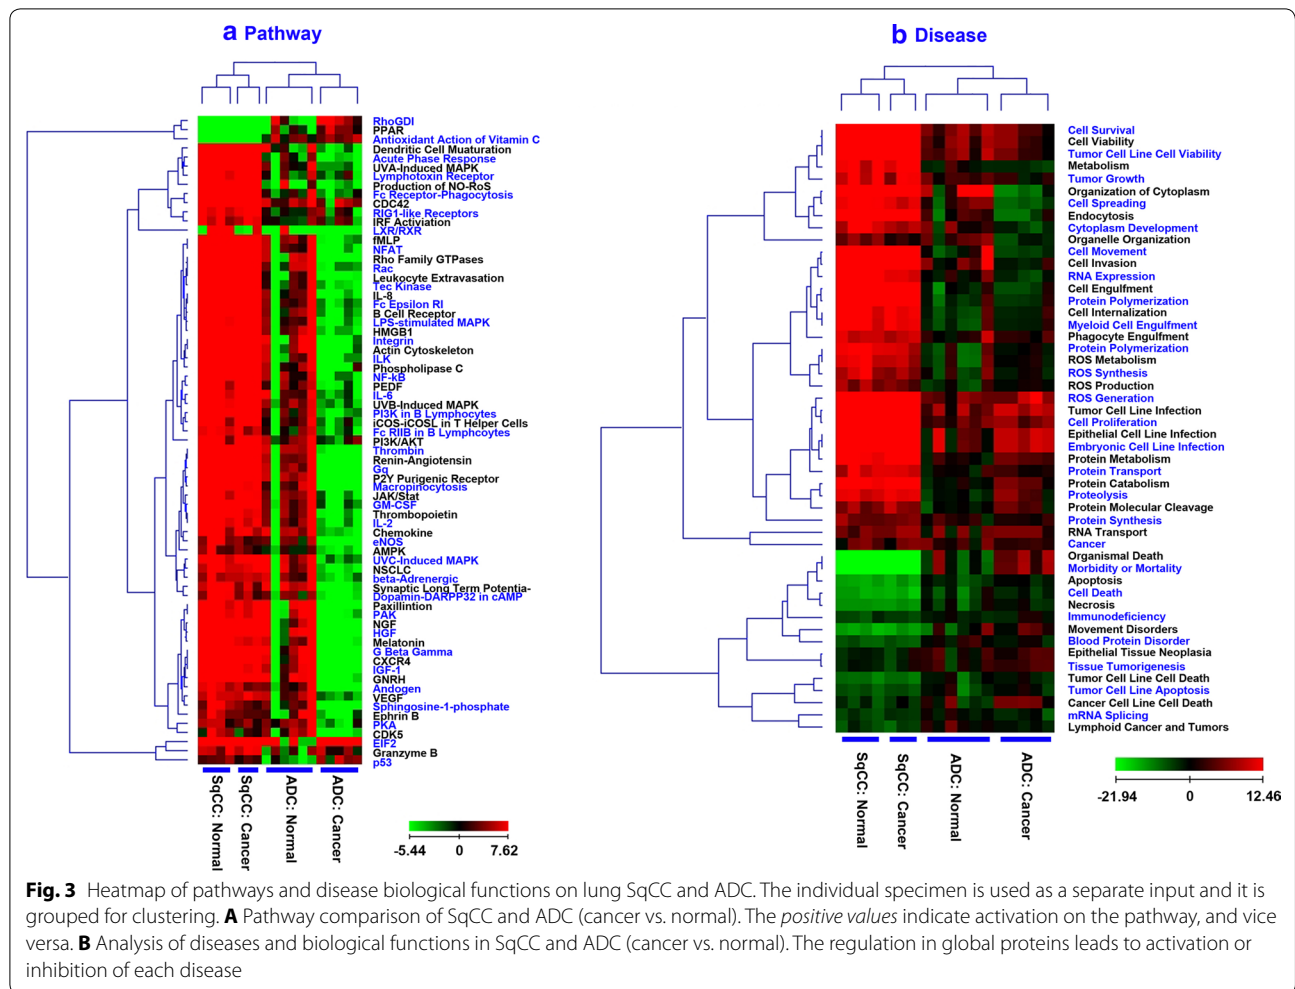 a Pathway
RhoGDI
PPAR
Antioxidant Action of Vitamin C
Dendritic Cell Muaturation
Acute Phase Response
UVA-Induced MAPK
Lymphotoxin Receptor
Production of NO-RoS
Fc Receptor-Phagocytosis
CDC42
RIG1-like Receptors
IRF Activiation
LXR/RXR
fMLP
NFAT
Rho Family GTPases
Rac
Leukocyte Extravasation
Tec Kinase
IL-8
Fc Epsilon RI
B Cell Receptor
LPS-stimulated MAPK
HMGB1
Integrin
Actin Cytoskeleton
ILK
Phospholipase C
NF-kB
PEDF
IL-6
UVB-Induced MAPK
PI3K in B Lymphocytes
iCOS-iCOSL in T Helper Cells
Fc RIIB in B Lymphcoytes
PI3K/AKT
Thrombin
Renin-Angiotensin
Gq
P2Y Purigenic Receptor
Macropinocytosis
JAK/Stat
GM-CSF
Thrombopoietin
IL-2
Chemokine
eNOS
AMPK
UVC-Induced MAPK
NSCLC
beta-Adrenergic
Synaptic Long Term Potentia-
Dopamin-DARPP32 in cAMP
Paxillintion
PAK
NGF
HGF
Melatonin
G Beta Gamma
CXCR4
IGF-1
GNRH
Andogen
VEGF
Sphingosine-1-phosphate
Ephrin B
PKA
CDK5
EIF2
Granzyme B
p53
SqCC: Normal
SqCC: Cancer
ADC: Normal
ADC: Cancer
-5.44 0 7.62
b Disease
Cell Survival
Cell Viability
Tumor Cell Line Cell Viability
Metabolism
Tumor Growth
Organization of Cytoplasm
Cell Spreading
Endocytosis
Cytoplasm Development
Organelle Organization
Cell Movement
Cell Invasion
RNA Expression
Cell Engulfment
Protein Polymerization
Cell Internalization
Myeloid Cell Engulfment
Phagocyte Engulfment
Protein Polymerization
ROS Metabolism
ROS Synthesis
ROS Production
ROS Generation
Tumor Cell Line Infection
Cell Proliferation
Epithelial Cell Line Infection
Embryonic Cell Line Infection
Protein Metabolism
Protein Transport
Protein Catabolism
Proteolysis
Protein Molecular Cleavage
Protein Synthesis
RNA Transport
Cancer
Organismal Death
Morbidity or Mortality
Apoptosis
Cell Death
Necrosis
Immunodeficiency
Movement Disorders
Blood Protein Disorder
Epithelial Tissue Neoplasia
Tissue Tumorigenesis
Tumor Cell Line Cell Death
Tumor Cell Line Apoptosis
Cancer Cell Line Cell Death
mRNA Splicing
Lymphoid Cancer and Tumors
SqCC: Normal
SqCC: Cancer
ADC: Normal
ADC: Cancer
-21.94 0 12.46
Fig. 3 Heatmap of pathways and disease biological functions on lung SqCC and ADC. The individual specimen is used as a separate input and it is
grouped for clustering. A Pathway comparison of SqCC and ADC (cancer vs. normal). The positive values indicate activation on the pathway, and vice
versa. B Analysis of diseases and biological functions in SqCC and ADC (cancer vs. normal). The regulation in global proteins leads to activation or
inhibition of each disease